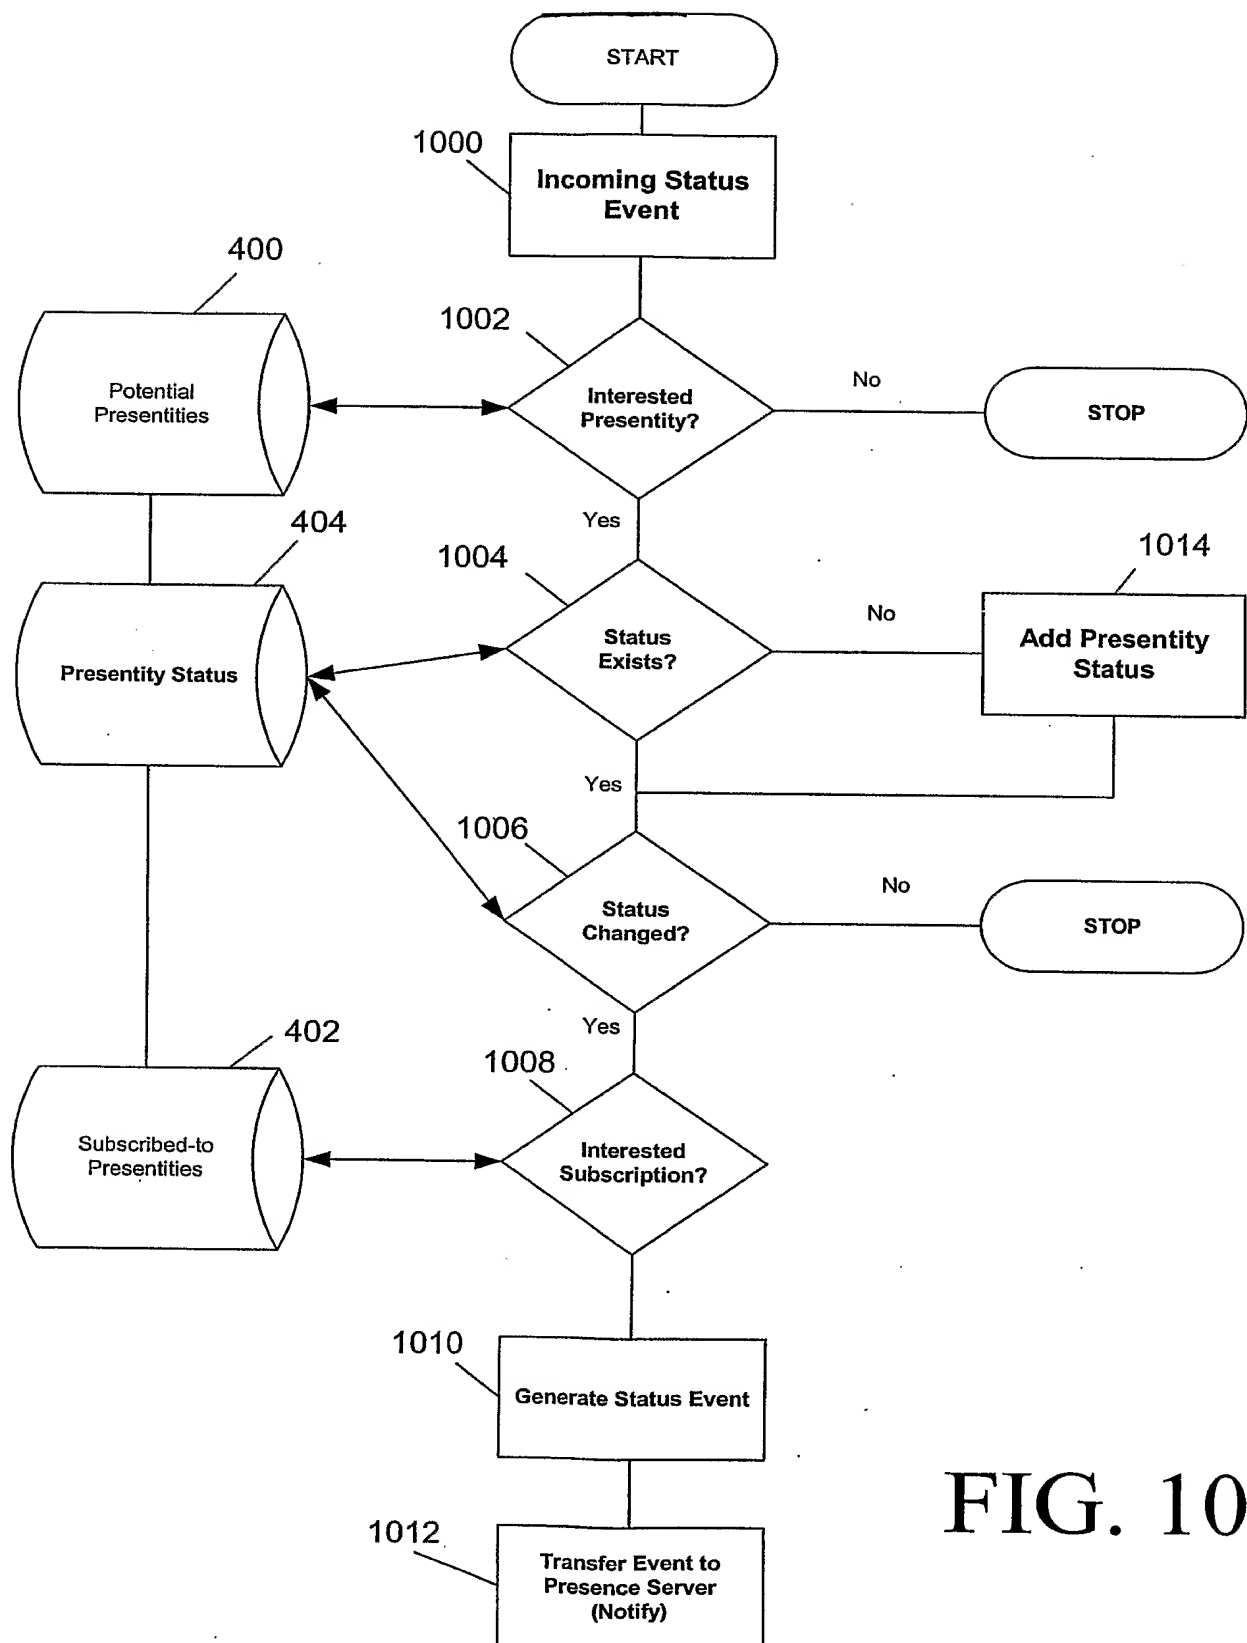 START
1000
Incoming Status
Event
400
1002
Potential
Presentities
Interested
Presentity?
No
STOP
Yes
404
1004
1014
Presentity Status
Status
Exists?
No
Add Presentity
Status
Yes
1006
Status
Changed?
No
STOP
Yes
402
1008
Subscribed-to
Presentities
Interested
Subscription?
1010
Generate Status Event
1012
Transfer Event to
Presence Server
(Notify)
FIG. 10